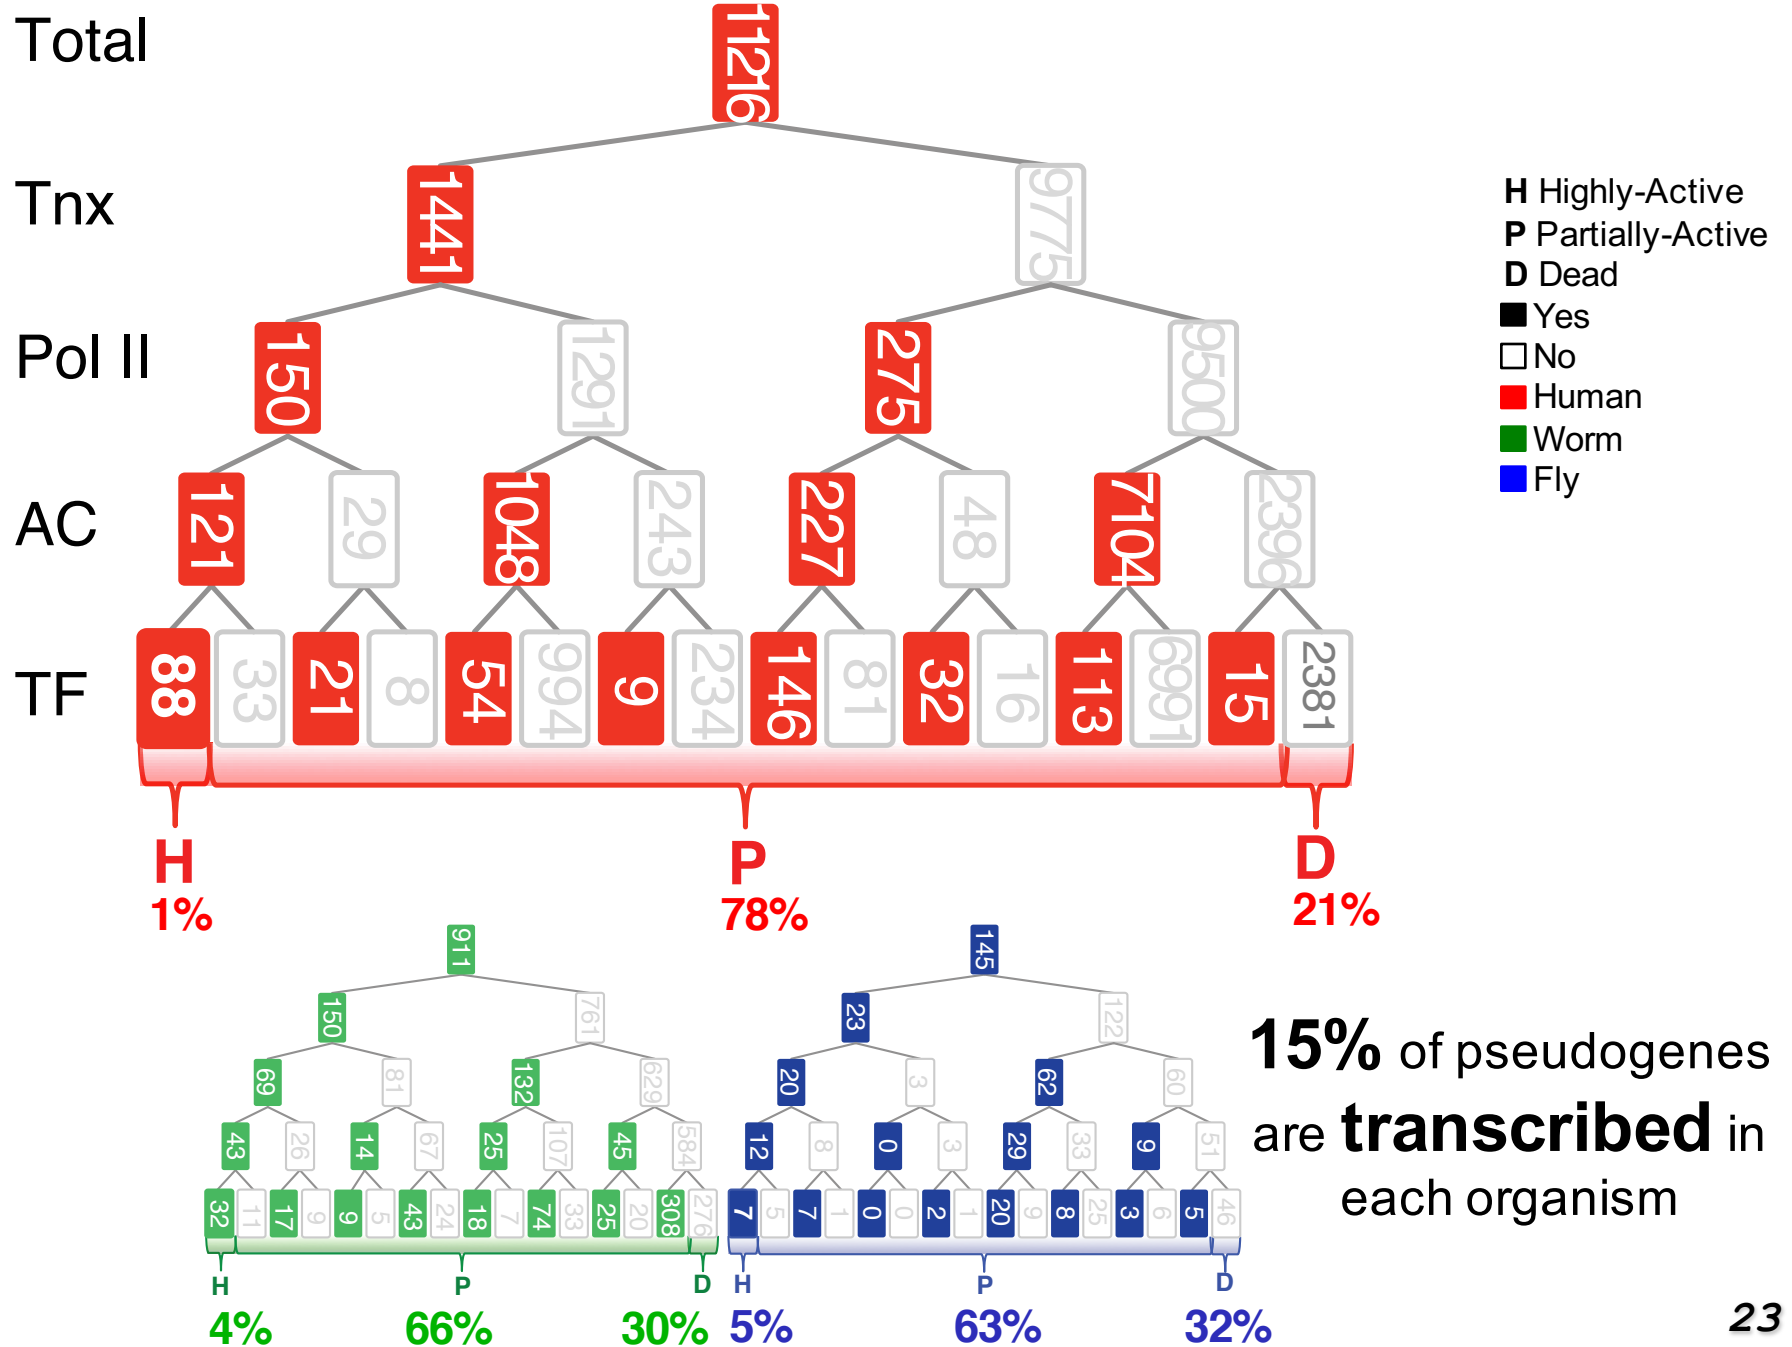 Total
11216
Tnx
1441 9775
Pol II
150 1291 275 9500
AC
121 29 1048 243 227 48 7104 2396
TF
88 33 21 8 54 994 9 234 146 81 32 16 113 6991 15 2381
H P D
1% 78% 21%
H Highly-Active
P Partially-Active
D Dead
Yes
No
Human
Worm
Fly
911
150 761
69 81 132 629
43 26 14 67 25 107 45 584
32 11 17 9 9 5 43 24 18 7 74 33 25 20 308 276
H P D
4% 66% 30%
145
23 122
20 3 62 60
12 8 0 3 29 33 9 51
7 5 7 1 0 0 2 1 20 9 8 25 3 6 5 46
H P D
5% 63% 32%
15% of pseudogenes
are transcribed in
each organism
23